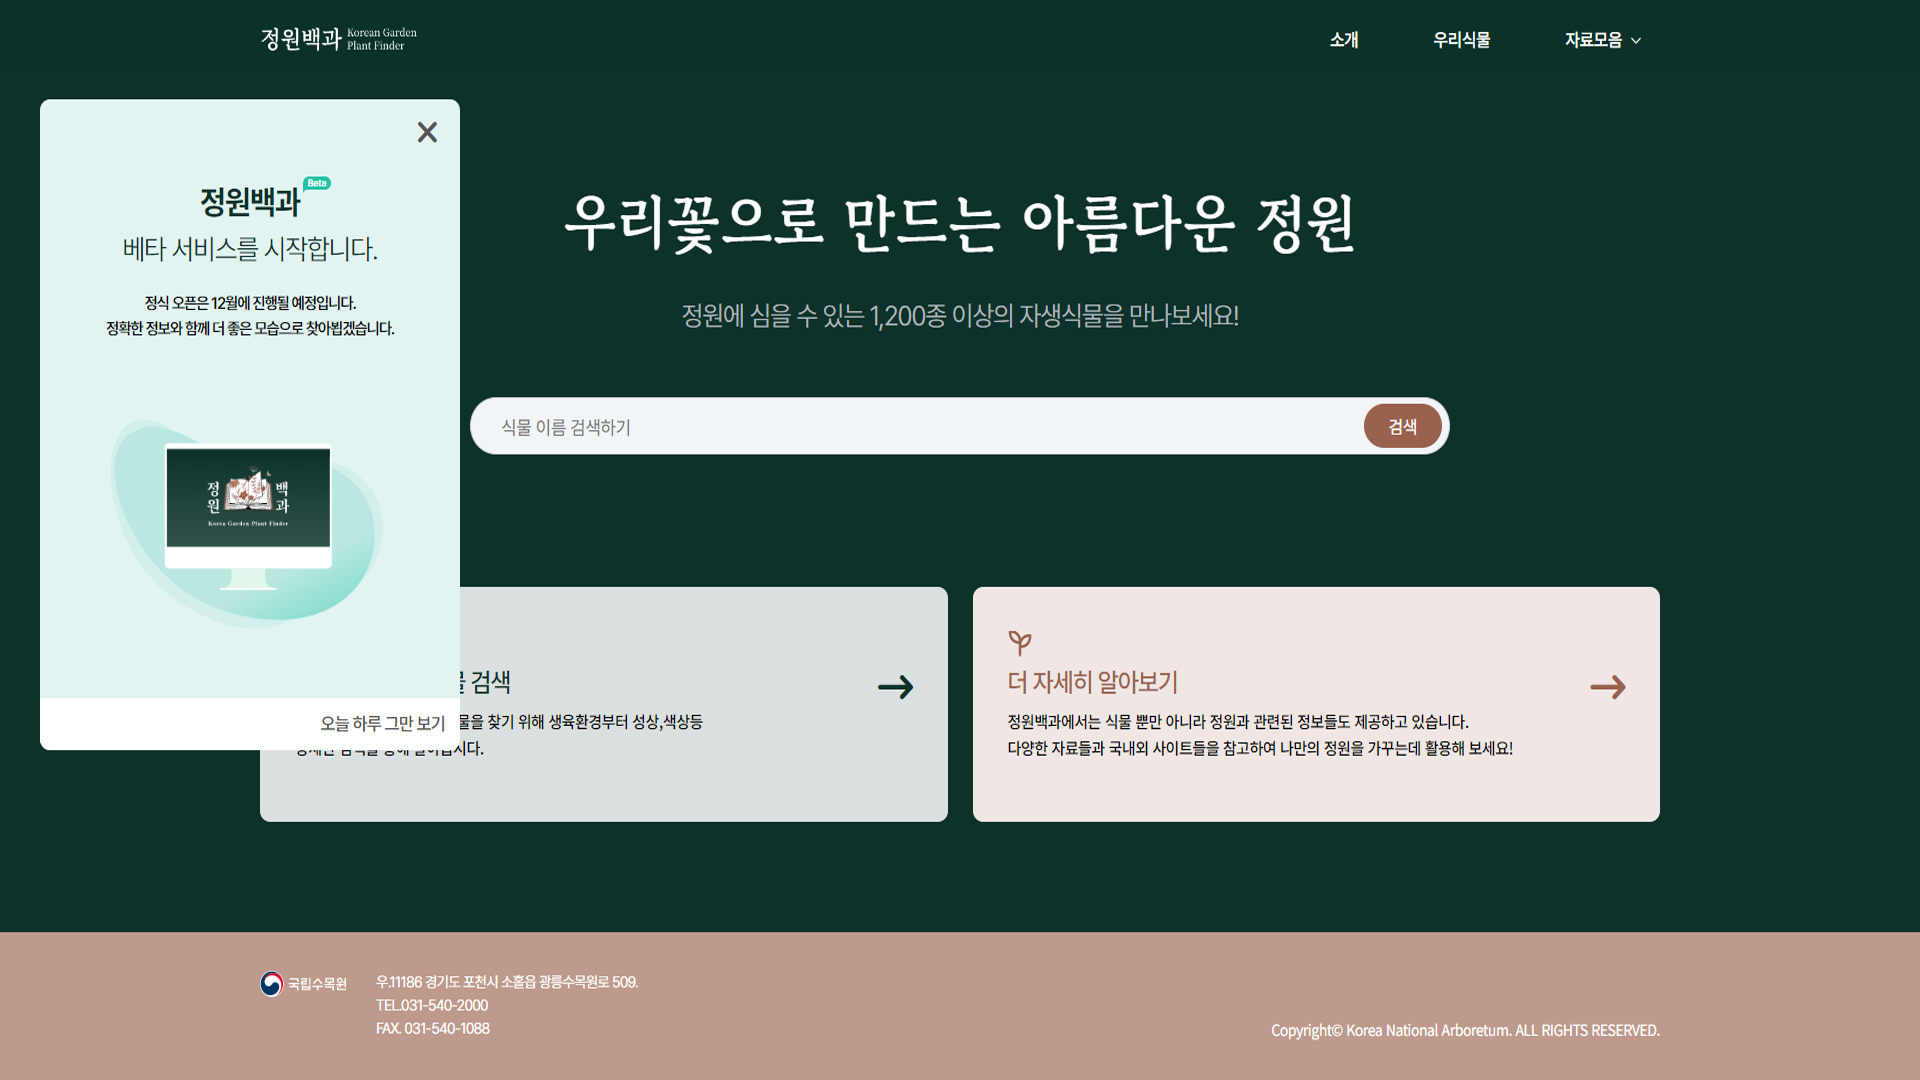 정원백과 Korean Garden Plant Finder
소개
우리식물
자료모음
정원백과 Beta
베타 서비스를 시작합니다.
정식 오픈은 12월에 진행될 예정입니다.
정확한 정보와 함께 더 좋은 모습으로 찾아뵙겠습니다.
정원백과
Korea Garden Plant Finder
오늘 하루 그만 보기
우리꽃으로 만드는 아름다운 정원
정원에 심을 수 있는 1,200종 이상의 자생식물을 만나보세요!
식물 이름 검색하기
검색
검색
물을 찾기 위해 생육환경부터 성상,색상등
더 자세히 알아보기
정원백과에서는 식물 뿐만 아니라 정원과 관련된 정보들도 제공하고 있습니다.
다양한 자료들과 국내외 사이트들을 참고하여 나만의 정원을 가꾸는데 활용해 보세요!
국립수목원
우.11186 경기도 포천시 소흘읍 광릉수목원로 509.
TEL.031-540-2000
FAX. 031-540-1088
Copyright© Korea National Arboretum. ALL RIGHTS RESERVED.